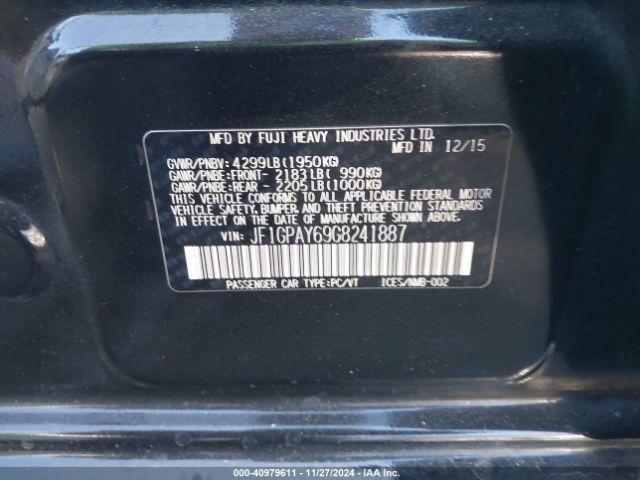 MFD BY FUJI HEAVY INDUSTRIES LTD.
MFD IN 12/15
GVWR/PNBV: 4299LB(1950KG)
GAWR/PNBE:FRONT- 2183LB( 990KG)
GAWR/PNBE:REAR - 2205LB(1000KG)
THIS VEHICLE CONFORMS TO ALL APPLICABLE FEDERAL MOTOR
VEHICLE SAFETY, BUMPER, AND THEFT PREVENTION STANDARDS
IN EFFECT ON THE DATE OF MANUFACTURE SHOWN ABOVE.
VIN: JF1GPAY69G8241887
PASSENGER CAR TYPE:PC/VT ICES/NMB-002
000-40979611 - 11/27/2024 - IAAI.COM